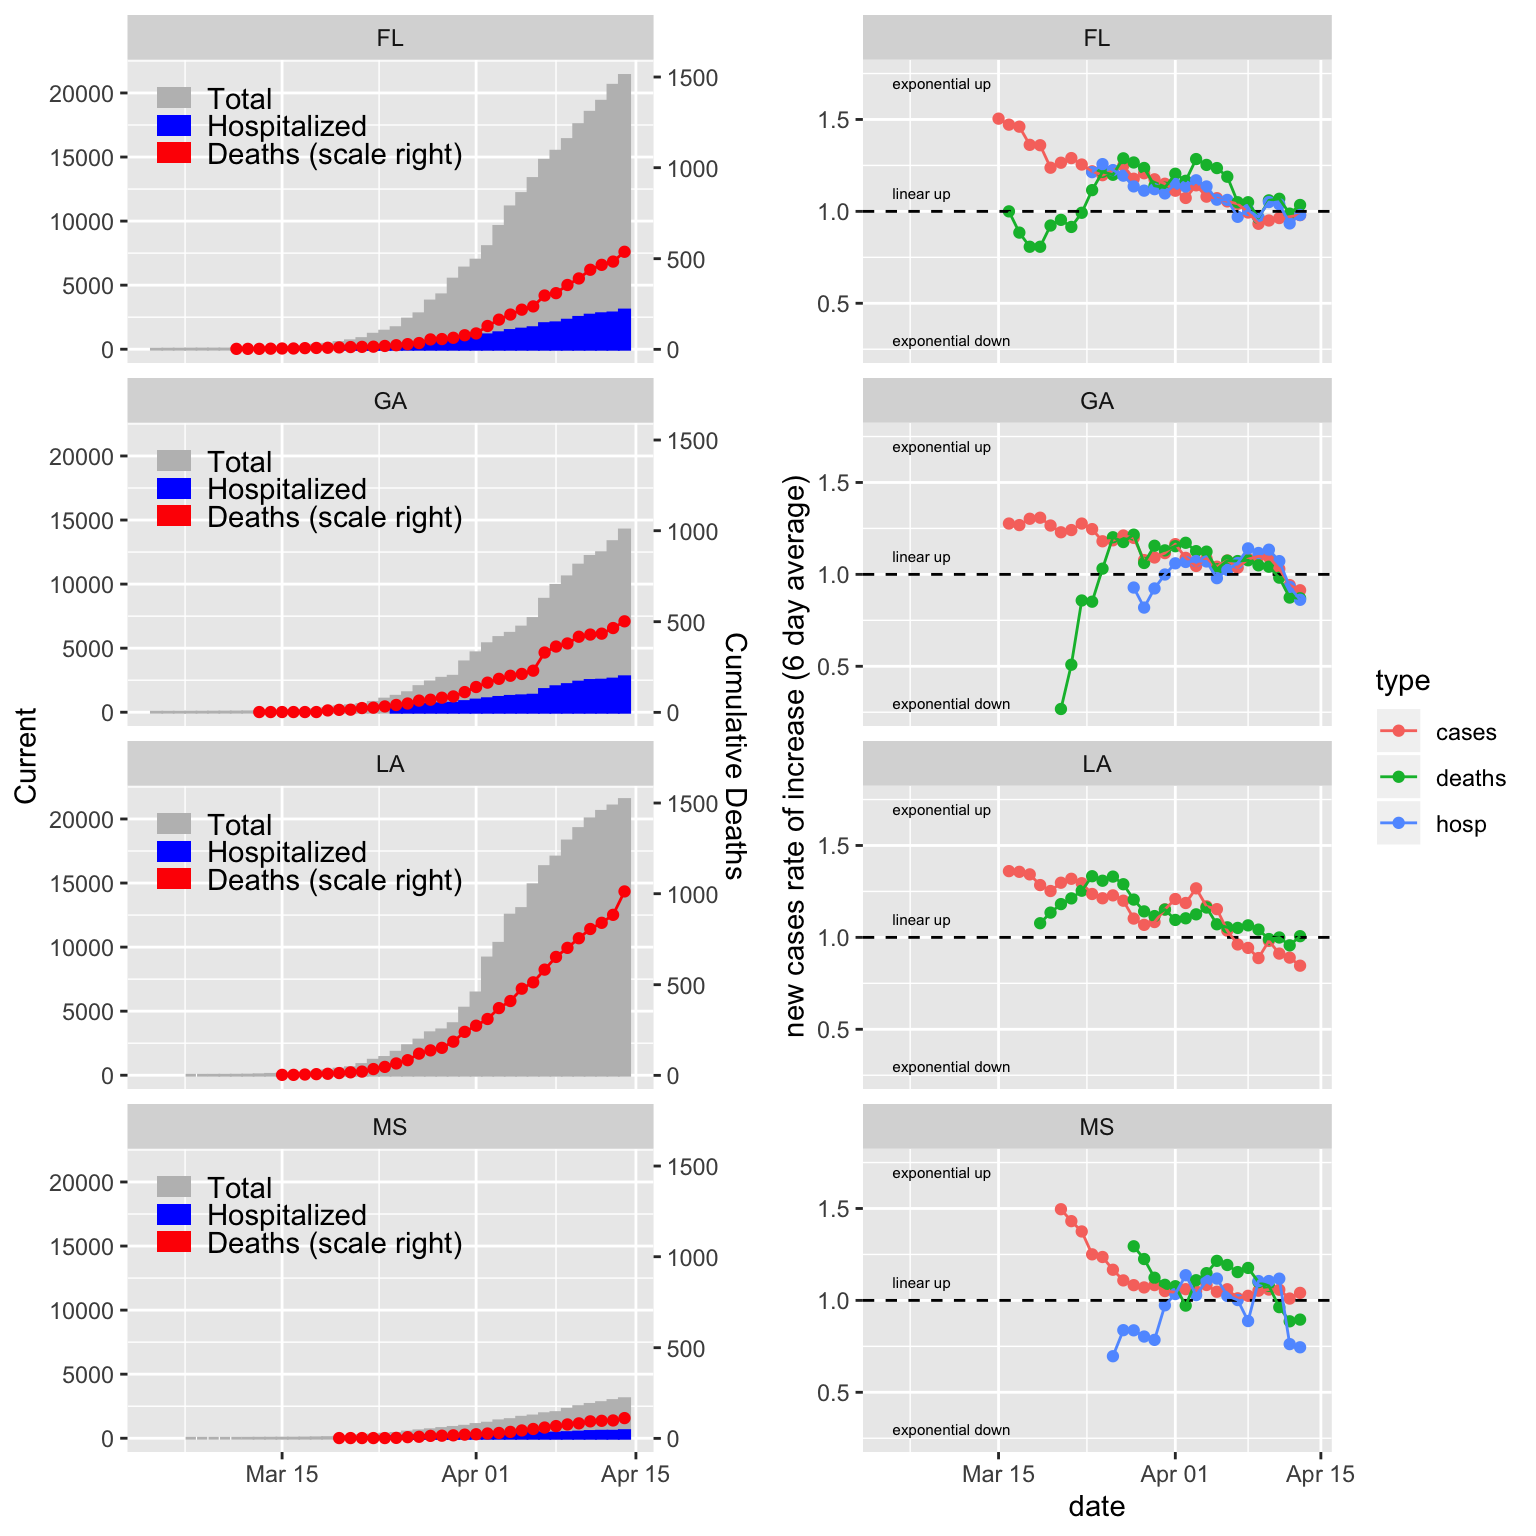 FL
20000
15000
10000
5000
0
Total
Hospitalized
Deaths (scale right)
1500
1000
500
0
GA
20000
15000
10000
5000
0
Total
Hospitalized
Deaths (scale right)
1500
1000
500
0
LA
20000
15000
10000
5000
0
Total
Hospitalized
Deaths (scale right)
1500
1000
500
0
MS
20000
15000
10000
5000
0
Total
Hospitalized
Deaths (scale right)
1500
1000
500
0
Mar 15
Apr 01
Apr 15
Current
Cumulative Deaths
FL
1.5
1.0
0.5
exponential up
linear up
exponential down
GA
1.5
1.0
0.5
exponential up
linear up
exponential down
LA
1.5
1.0
0.5
exponential up
linear up
exponential down
MS
1.5
1.0
0.5
exponential up
linear up
exponential down
Mar 15
Apr 01
Apr 15
date
new cases rate of increase (6 day average)
type
cases
deaths
hosp